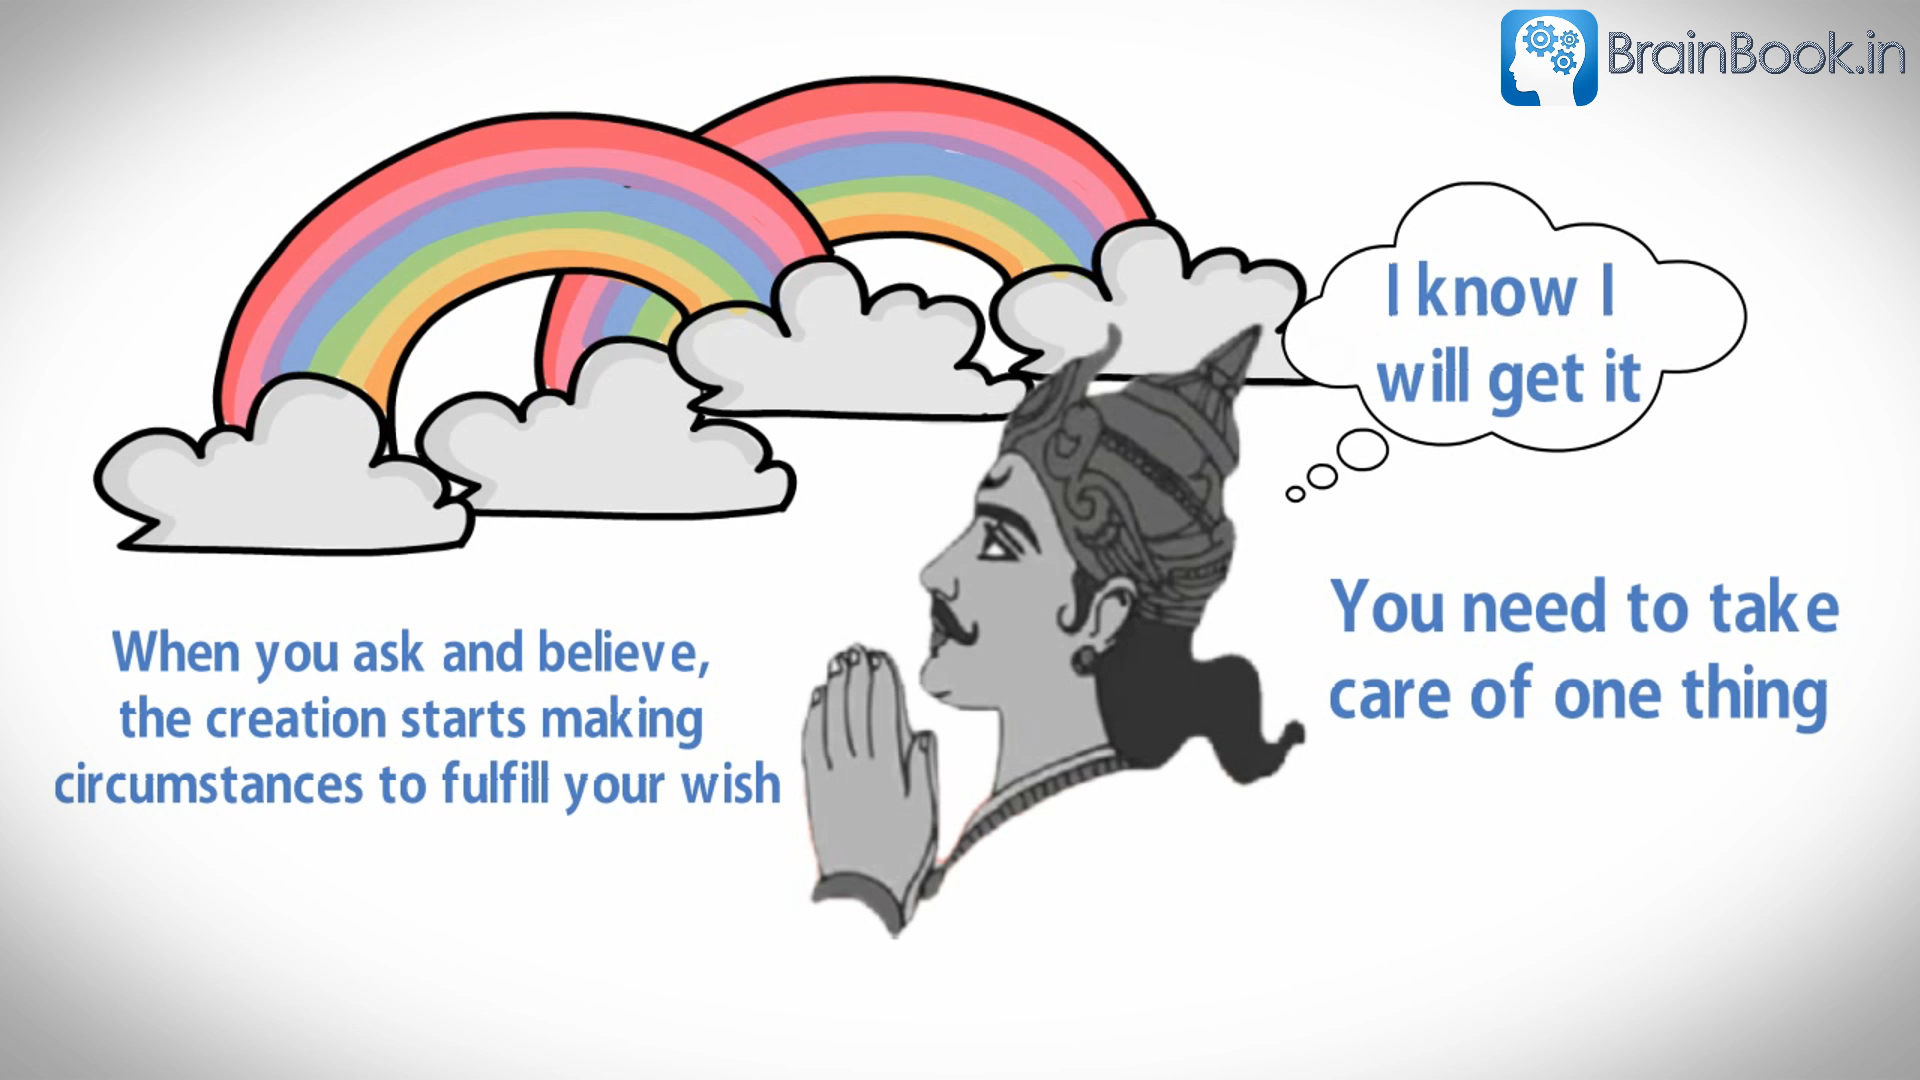 BrainBook.in
I know I
will get it
When you ask and believe,
the creation starts making
circumstances to fulfill your wish
You need to take
care of one thing